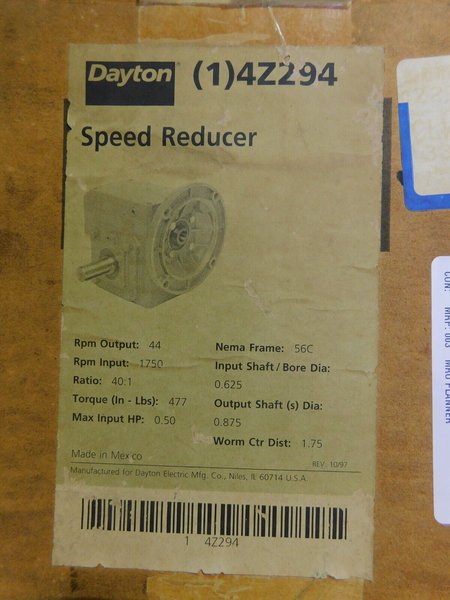 Dayton (1)4Z294
Speed Reducer
Rpm Output: 44
Rpm Input: 1750
Ratio: 40:1
Torque (In - Lbs): 477
Max Input HP: 0.50
Nema Frame: 56C
Input Shaft/Bore Dia:
0.625
Output Shaft (s) Dia:
0.875
Worm Ctr Dist: 1.75
Made in Mexico
REV. 10/97
Manufactured for Dayton Electric Mfg. Co., Niles, IL 60714 U.S.A.
1 4Z294
MRO PLANNER